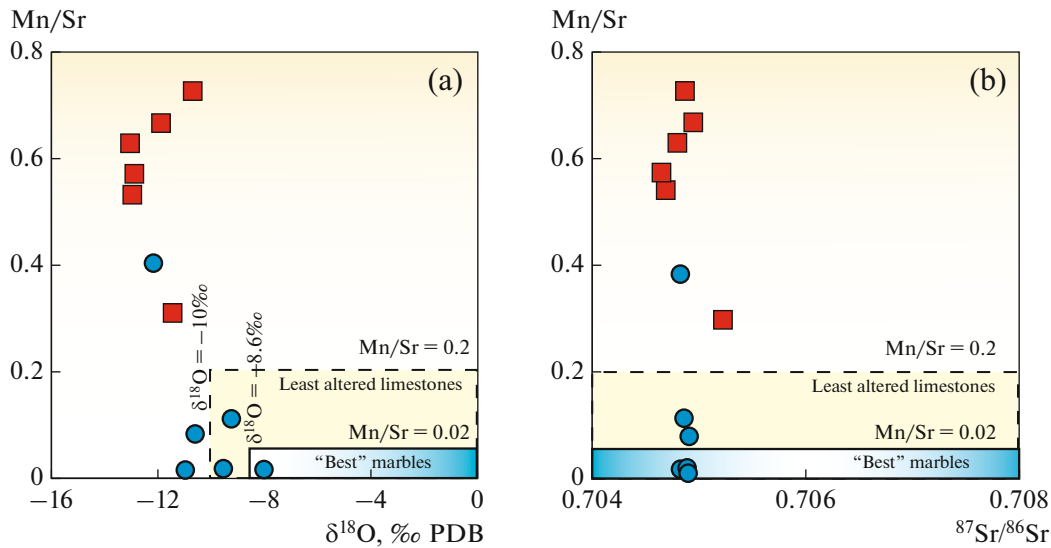 Mn/Sr
0.8
(a)
0.6
0.4
δ¹⁸O = −10‰
δ¹⁸O = +8.6‰
Mn/Sr = 0.2
0.2
Least altered limestones
Mn/Sr = 0.02
“Best” marbles
0
−16
−12
−8
−4
0
δ¹⁸O, ‰ PDB
Mn/Sr
0.8
(b)
0.6
0.4
Mn/Sr = 0.2
0.2
Least altered limestones
Mn/Sr = 0.02
“Best” marbles
0
0.704
0.706
0.708
⁸⁷Sr/⁸⁶Sr